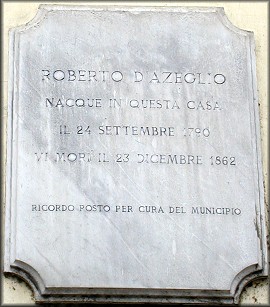 ROBERTO D'AZEGLIO
NACQUE IN QUESTA CASA
IL 24 SETTEMBRE 1790
VI MORÌ IL 23 DICEMBRE 1862
RICORDO POSTO PER CURA DEL MUNICIPIO